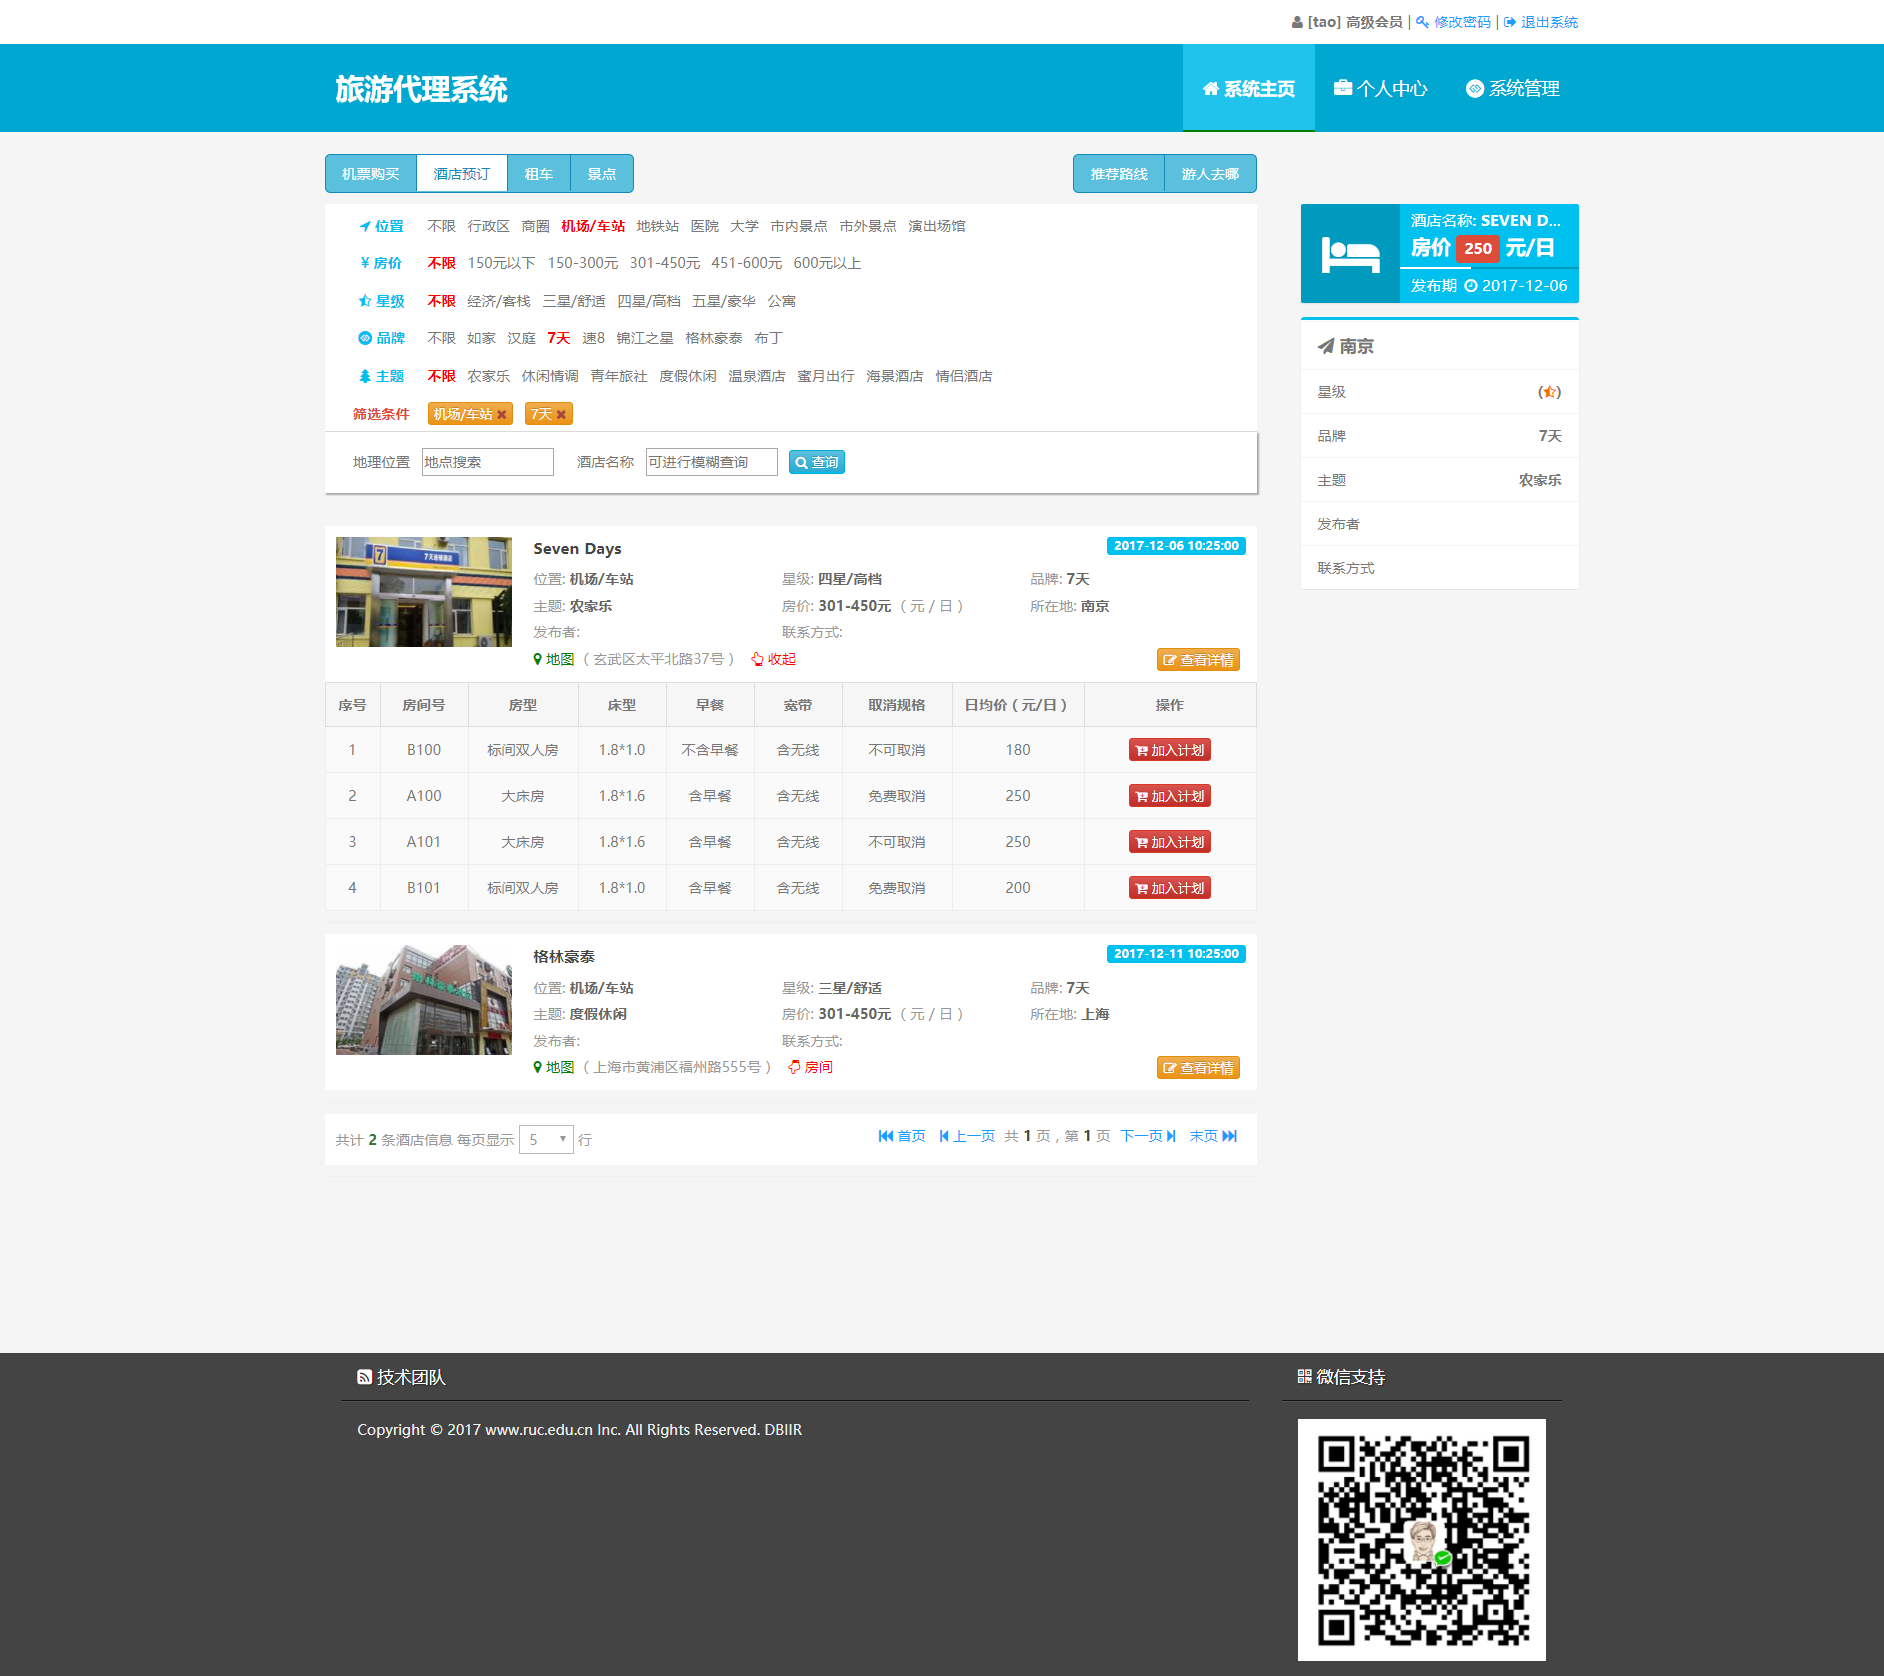 [tao] 高级会员 | 修改密码 | 退出系统
旅游代理系统
系统主页 个人中心 系统管理
机票购买 酒店预订 租车 景点 推荐路线 游人去哪
位置 不限 行政区 商圈 机场/车站 地铁站 医院 大学 市内景点 市外景点 演出场馆
¥ 房价 不限 150元以下 150-300元 301-450元 451-600元 600元以上
星级 不限 经济/客栈 三星/舒适 四星/高档 五星/豪华 公寓
品牌 不限 如家 汉庭 7天 速8 锦江之星 格林豪泰 布丁
主题 不限 农家乐 休闲情调 青年旅社 度假休闲 温泉酒店 蜜月出行 海景酒店 情侣酒店
筛选条件 机场/车站 7天
地理位置 地点搜索 酒店名称 可进行模糊查询 查询
酒店名称: SEVEN D...
房价 250 元/日
发布期 2017-12-06
南京
星级 ( )
品牌 7天
主题 农家乐
发布者
联系方式
7天连锁酒店
Seven Days 2017-12-06 10:25:00
位置: 机场/车站 星级: 四星/高档 品牌: 7天
主题: 农家乐 房价: 301-450元（元 / 日） 所在地: 南京
发布者: 联系方式:
地图（玄武区太平北路37号） 收起 查看详情
序号 房间号 房型 床型 早餐 宽带 取消规格 日均价（元/日） 操作
1 B100 标间双人房 1.8*1.0 不含早餐 含无线 不可取消 180 加入计划
2 A100 大床房 1.8*1.6 含早餐 含无线 免费取消 250 加入计划
3 A101 大床房 1.8*1.6 含早餐 含无线 不可取消 250 加入计划
4 B101 标间双人房 1.8*1.0 含早餐 含无线 免费取消 200 加入计划
格林豪泰 2017-12-11 10:25:00
位置: 机场/车站 星级: 三星/舒适 品牌: 7天
主题: 度假休闲 房价: 301-450元（元 / 日） 所在地: 上海
发布者: 联系方式:
地图（上海市黄浦区福州路555号） 房间 查看详情
共计 2 条酒店信息 每页显示 5 行 首页 上一页 共 1 页 , 第 1 页 下一页 末页
技术团队
Copyright © 2017 www.ruc.edu.cn Inc. All Rights Reserved. DBIIR
微信支持